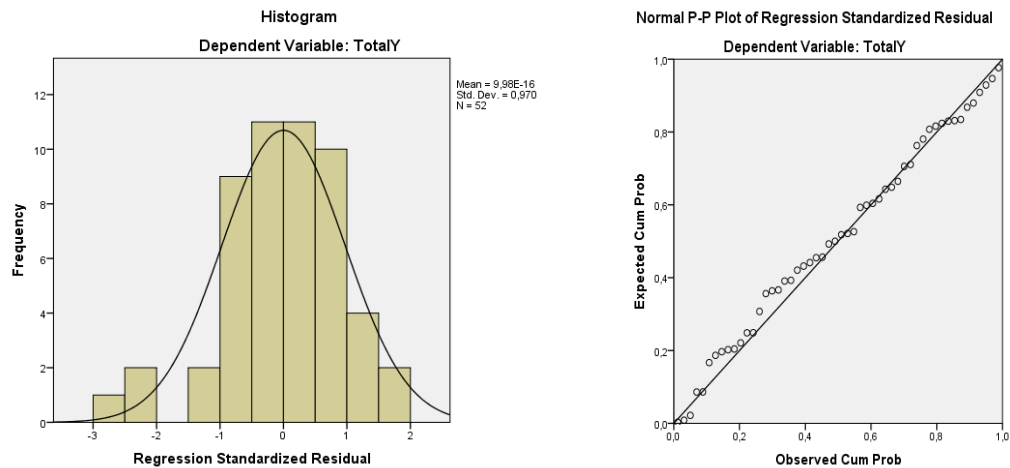 Histogram
Dependent Variable: TotalY
Mean = 9,98E-16
Std. Dev. = 0,970
N = 52
12
10
8
6
4
2
0
Frequency
-3 -2 -1 0 1 2
Regression Standardized Residual
Normal P-P Plot of Regression Standardized Residual
Dependent Variable: TotalY
1,0
0,8
0,6
0,4
0,2
0,0
Expected Cum Prob
0,0 0,2 0,4 0,6 0,8 1,0
Observed Cum Prob